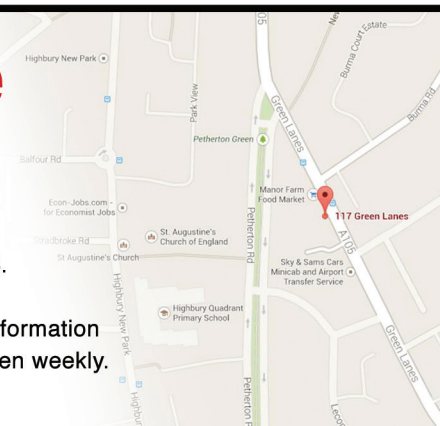 A105
Highbury New Park
Burma Court Estate
Park View
Green Lanes
Burma Rd
Petherton Green
Balfour Rd
Manor Farm
Food Market
117 Green Lanes
Econ-Jobs.com -
for Economist Jobs
Petherton Rd
St. Augustine's
Church of England
A105
St Augustine's Church
Sky & Sams Cars
Minicab and Airport
Transfer Service
Highbury New Park
formation
Highbury Quadrant
Primary School
Green Lanes
en weekly.